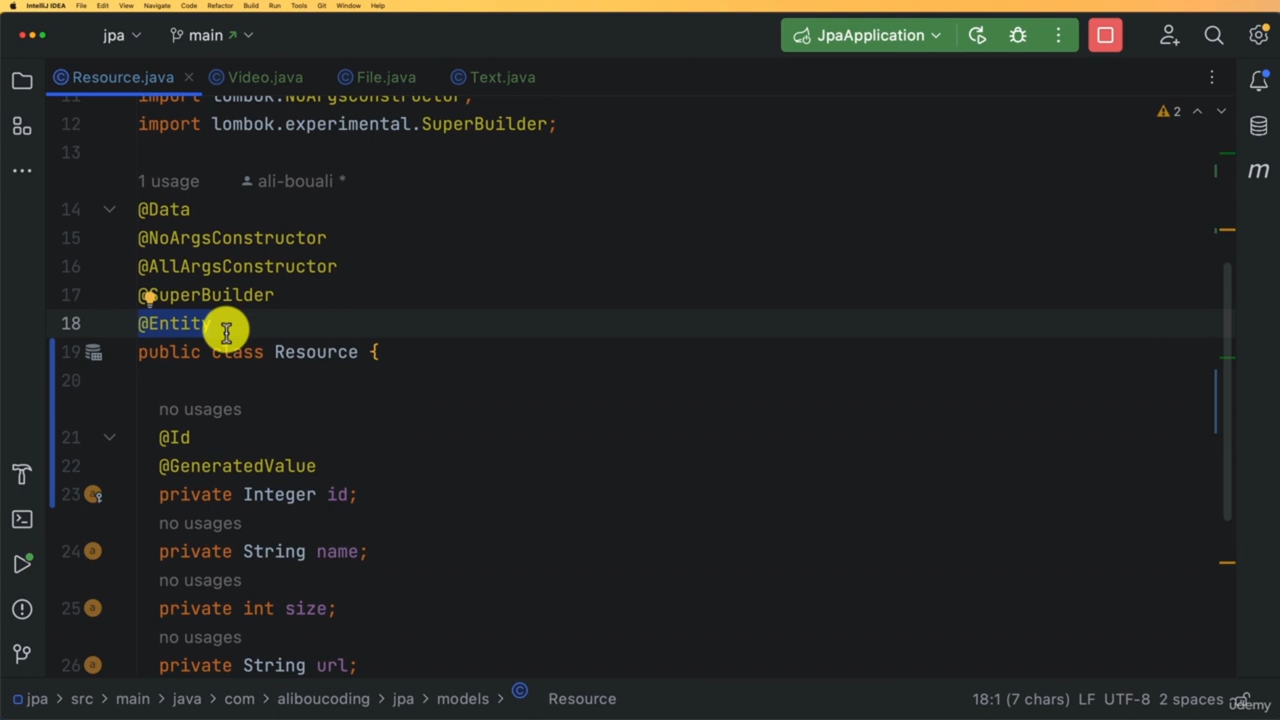 IntelliJ IDEA File Edit View Navigate Code Refactor Build Run Tools Git Window Help
jpa main JpaApplication
Resource.java Video.java File.java Text.java
import lombok.NoArgsConstructor;
12 import lombok.experimental.SuperBuilder; 2
13
1 usage ali-bouali *
14 @Data
15 @NoArgsConstructor
16 @AllArgsConstructor
17 @SuperBuilder
18 @Entity
19 public class Resource {
20
no usages
21 @Id
22 @GeneratedValue
23 private Integer id;
no usages
24 private String name;
no usages
25 private int size;
no usages
26 private String url;
jpa > src > main > java > com > aliboucoding > jpa > models > Resource 18:1 (7 chars) LF UTF-8 2 spaces
udemy